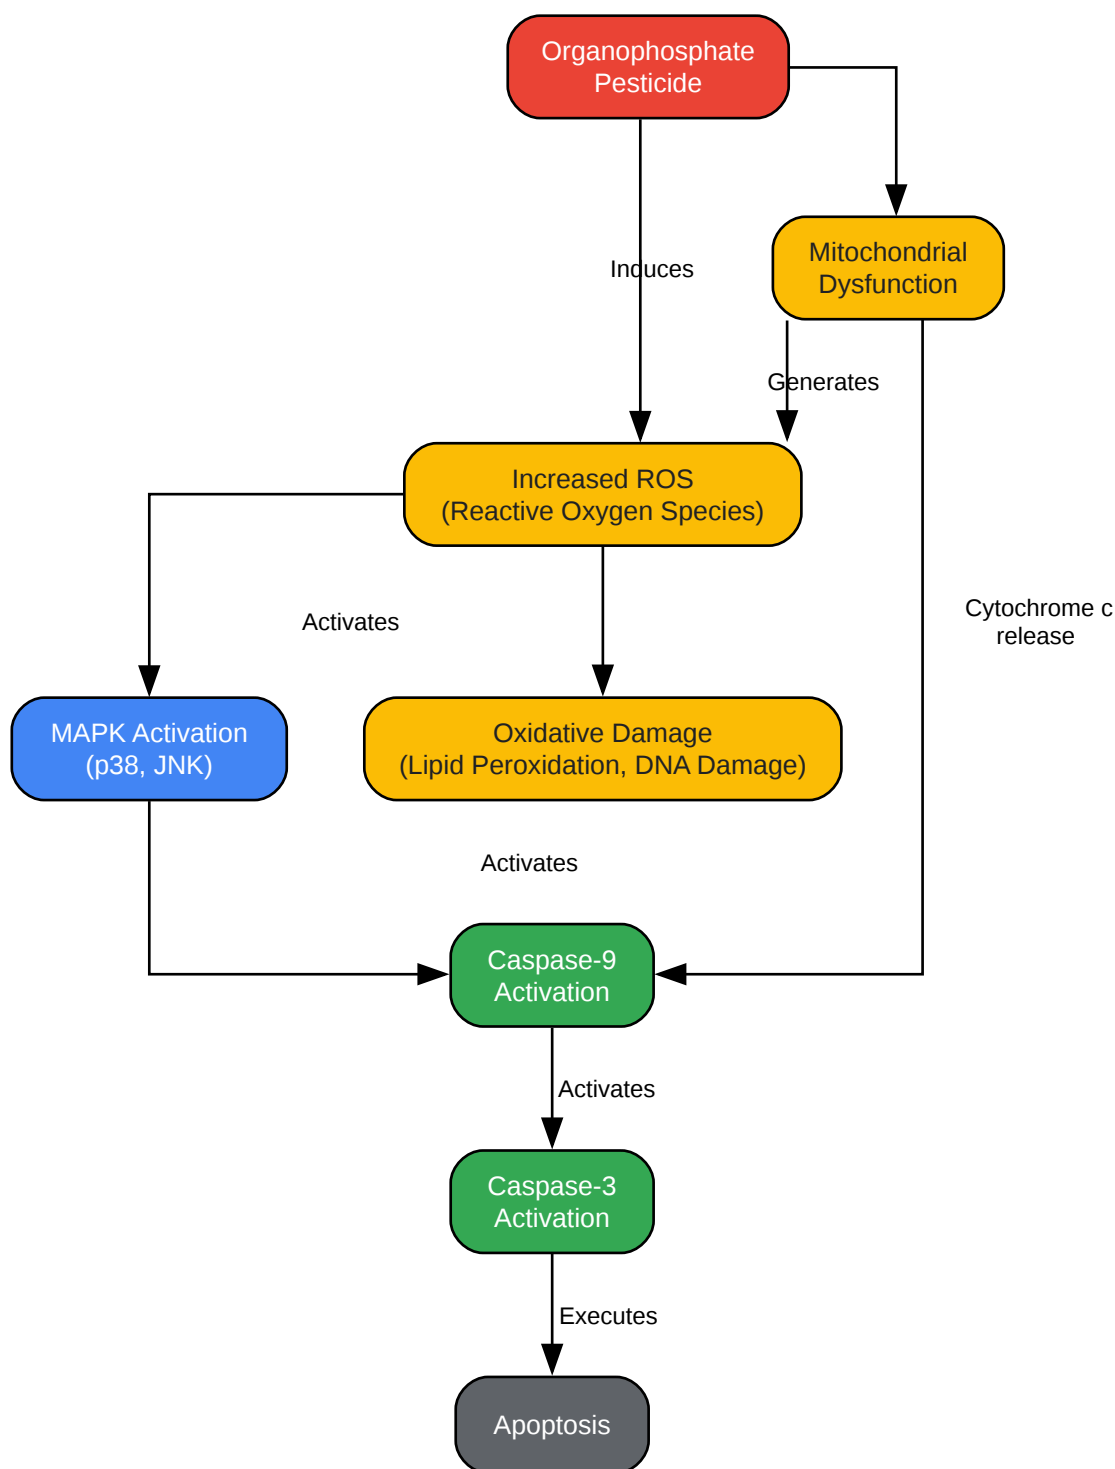 Organophosphate
Pesticide
Mitochondrial
Dysfunction
Induces
Generates
Increased ROS
(Reactive Oxygen Species)
Activates
Cytochrome c
release
MAPK Activation
(p38, JNK)
Oxidative Damage
(Lipid Peroxidation, DNA Damage)
Activates
Caspase-9
Activation
Activates
Caspase-3
Activation
Executes
Apoptosis